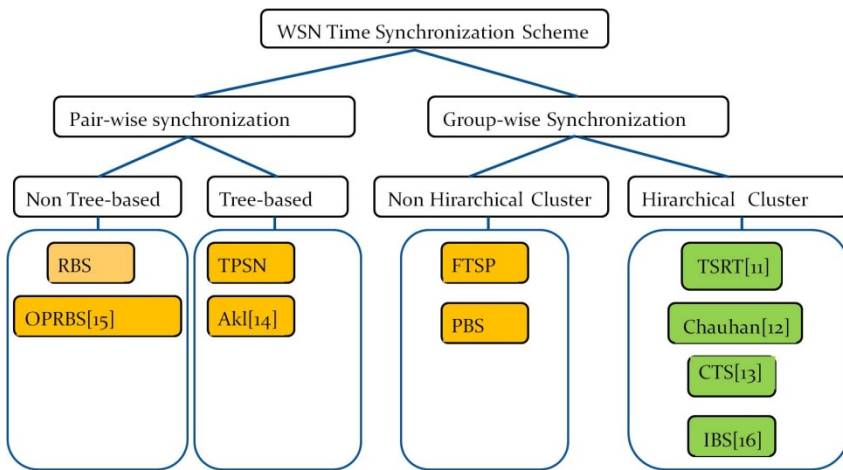 WSN Time Synchronization Scheme
Pair-wise synchronization
Group-wise Synchronization
Non Tree-based
Tree-based
Non Hirarchical Cluster
Hirarchical Cluster
RBS
OPRBS[15]
TPSN
Akl[14]
FTSP
PBS
TSRT[11]
Chauhan[12]
CTS[13]
IBS[16]